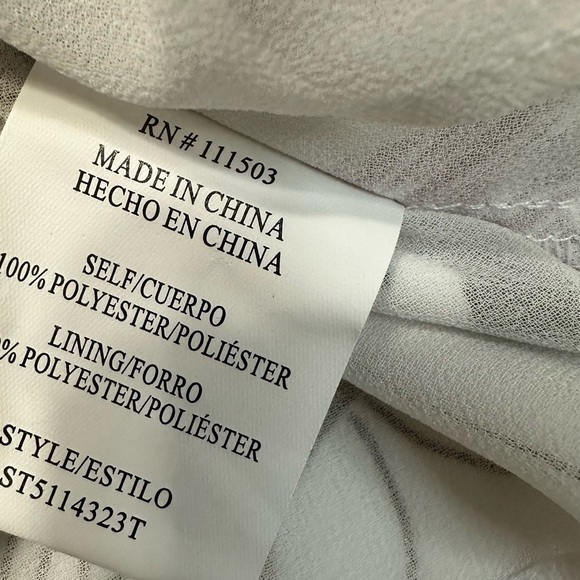 RN#111503
MADE IN CHINA
HECHO EN CHINA
SELF/CUERPO
100% POLYESTER/POLIÉSTER
LINING/FORRO
% POLYESTER/POLIÉSTER
STYLE/ESTILO
ST5114323T